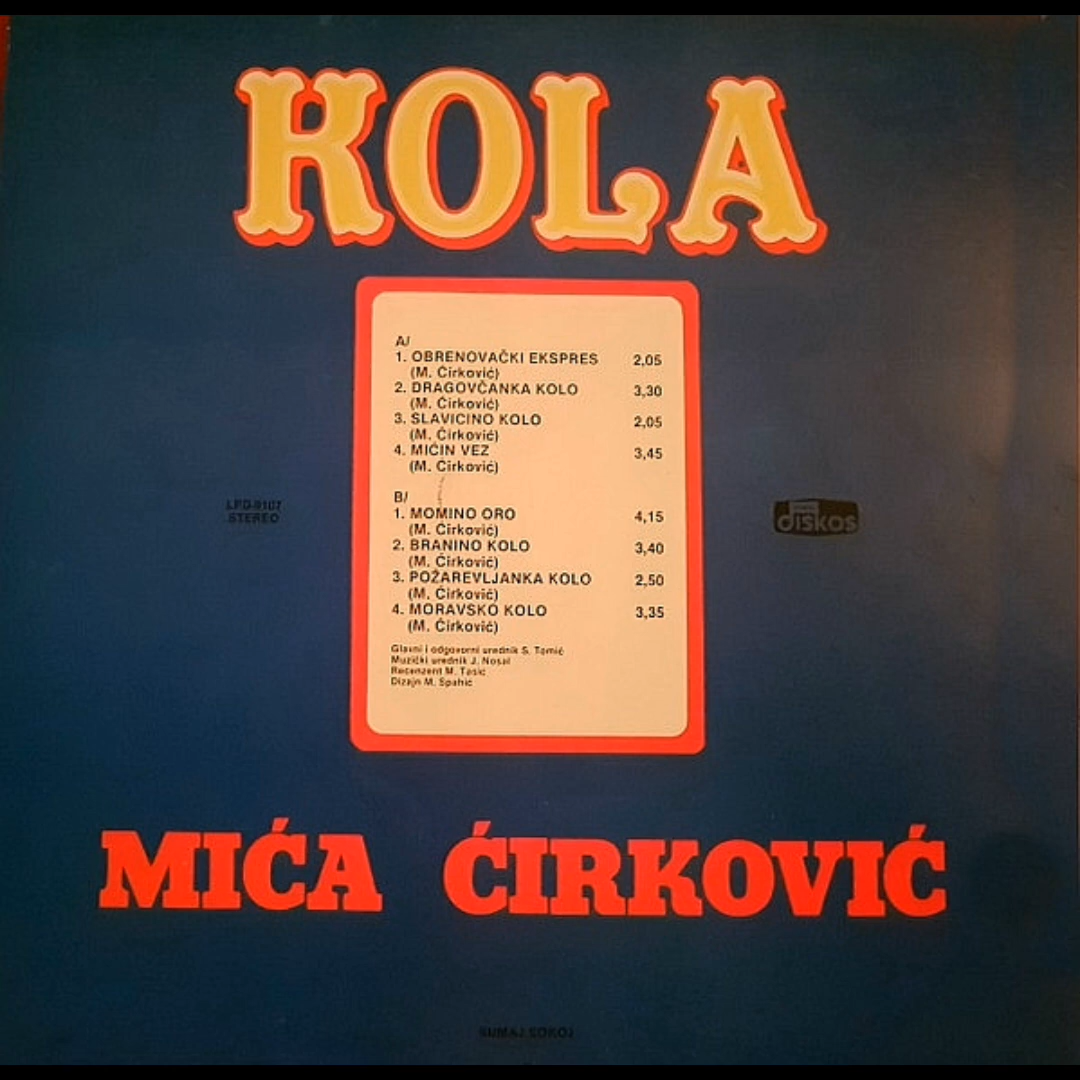 KOLA
A/
1. OBRENOVAČKI EKSPRES 2,05
(M. Ćirković)
2. DRAGOVČANKA KOLO 3,30
(M. Ćirković)
3. SLAVICINO KOLO 2,05
(M. Ćirković)
4. MIĆIN VEZ 3,45
(M. Ćirković)
B/
1. MOMINO ORO 4,15
(M. Ćirković)
2. BRANINO KOLO 3,40
(M. Ćirković)
3. POŽAREVLJANKA KOLO 2,50
(M. Ćirković)
4. MORAVSKO KOLO 3,35
(M. Ćirković)
Glavni i odgovorni urednik S. Tomić
Muzički urednik J. Nosal
Recenzent M. Tasić
Dizajn M. Spahić
LPD-9107
STEREO
diskos
MIĆA ĆIRKOVIĆ